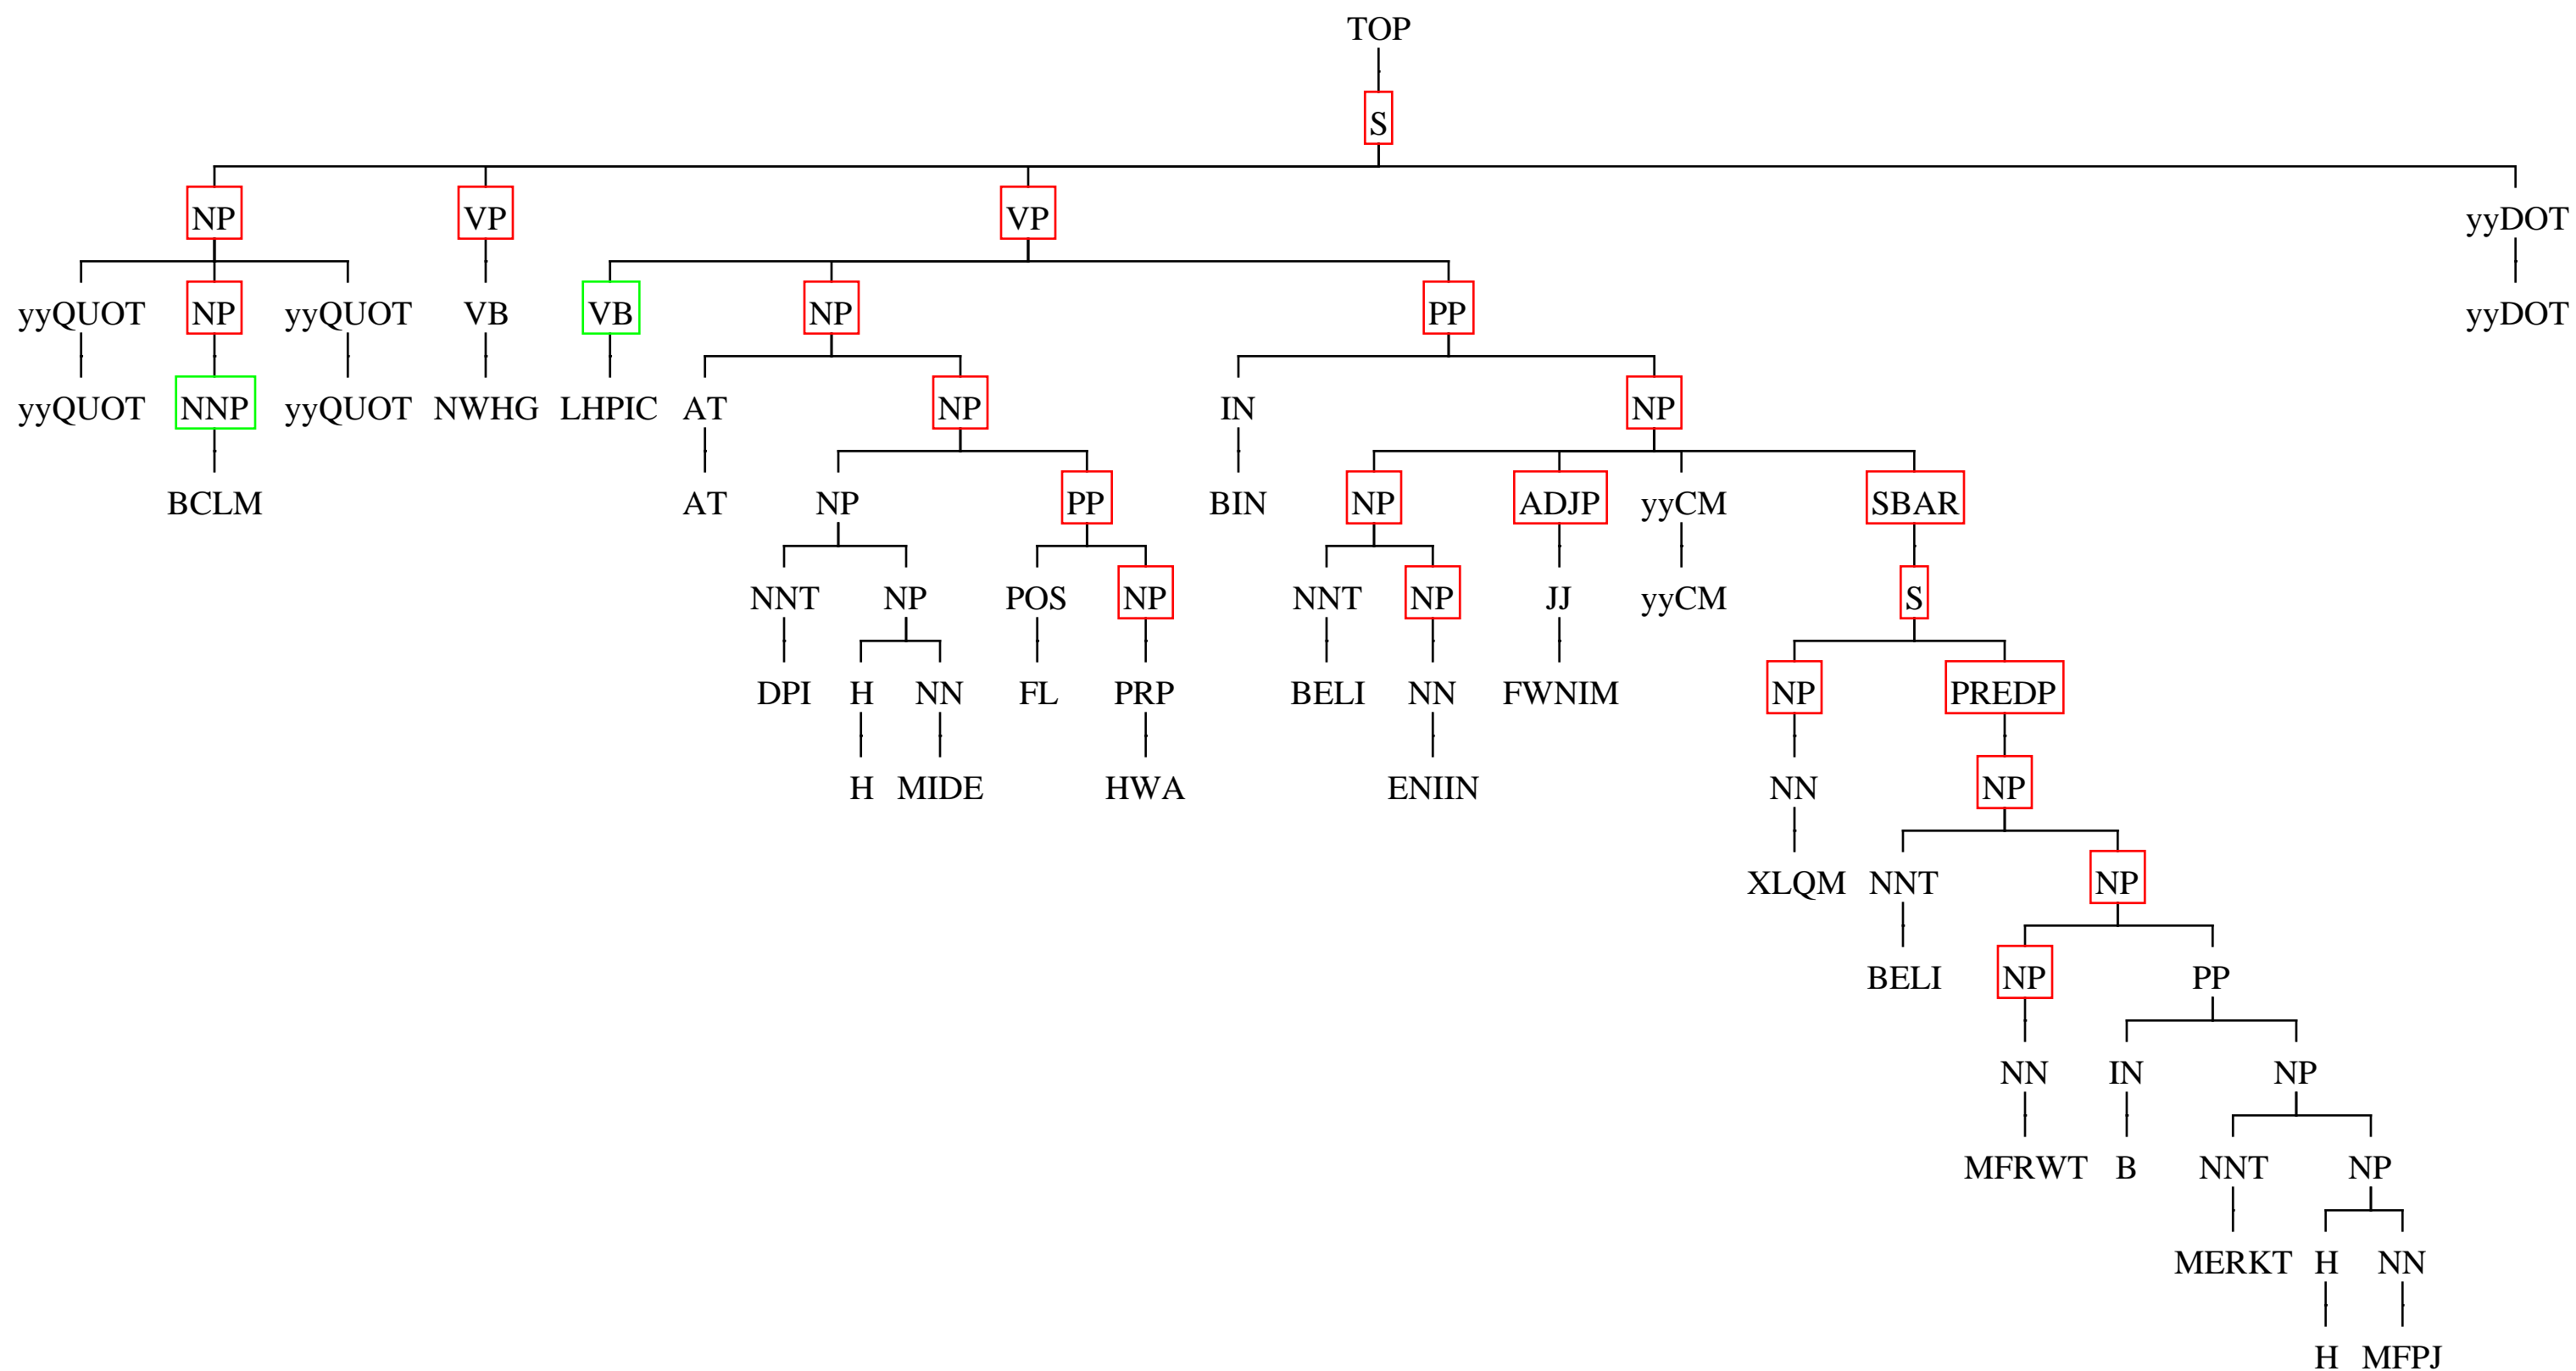 TOP
S
NP VP VP yyDOT
yyQUOT NP yyQUOT VB VB NP PP yyDOT
yyQUOT NNP yyQUOT NWHG LHPIC AT NP IN NP
BCLM AT NP PP BIN NP ADJP yyCM SBAR
NNT NP POS NP NNT NP JJ yyCM S
DPI H NN FL PRP BELI NN FWNIM NP PREDP
H MIDE HWA ENIIN NN NP
XLQM NNT NP
BELI NP PP
NN IN NP
MFRWT B NNT NP
MERKT H NN
H MFPJ